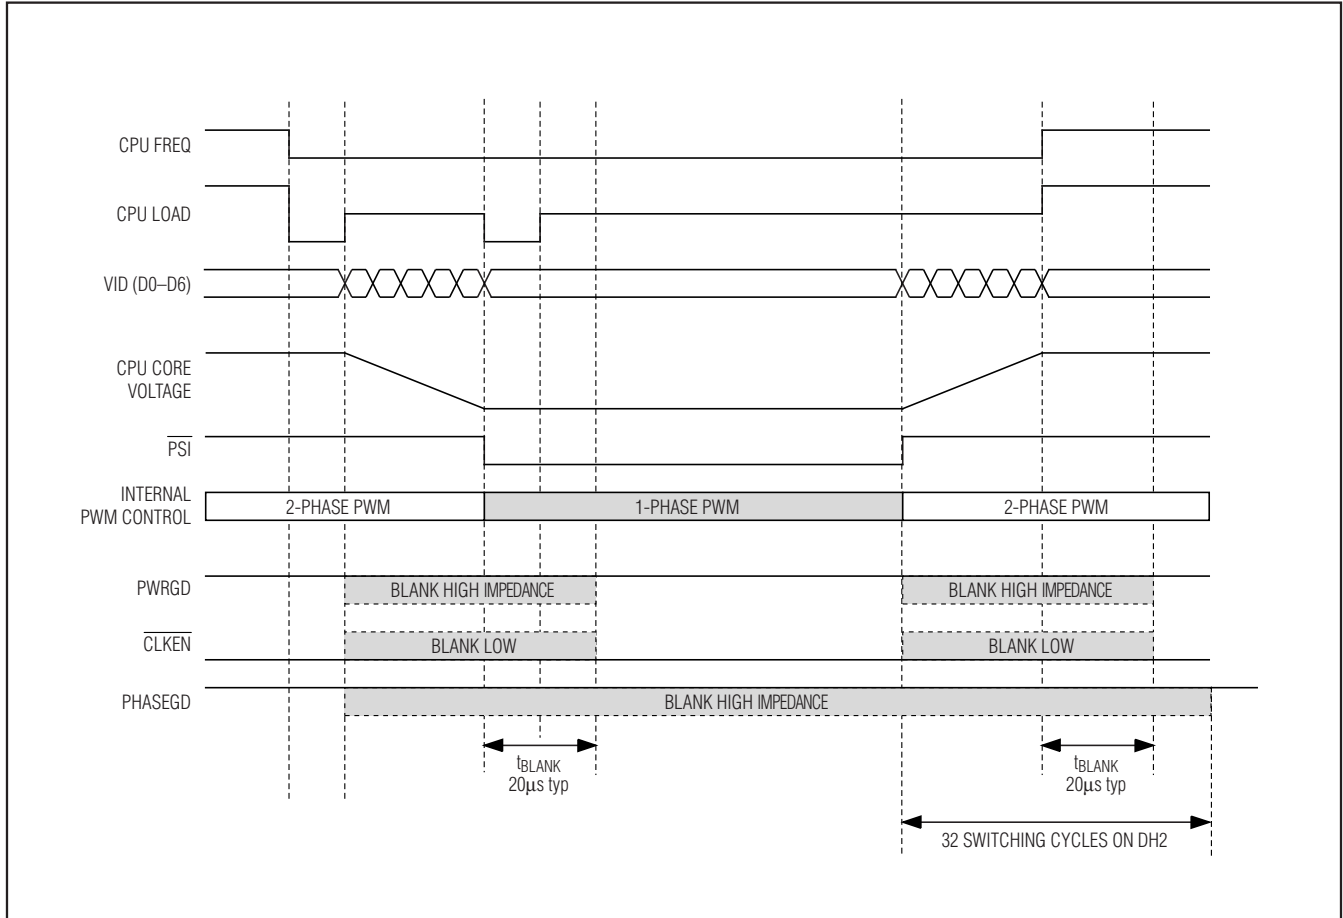 CPU FREQ
CPU LOAD
VID (D0–D6)
CPU CORE
VOLTAGE
PSI
INTERNAL
PWM CONTROL
2-PHASE PWM
1-PHASE PWM
2-PHASE PWM
PWRGD
BLANK HIGH IMPEDANCE
BLANK HIGH IMPEDANCE
CLKEN
BLANK LOW
BLANK LOW
PHASEGD
BLANK HIGH IMPEDANCE
tBLANK
20μs typ
tBLANK
20μs typ
32 SWITCHING CYCLES ON DH2